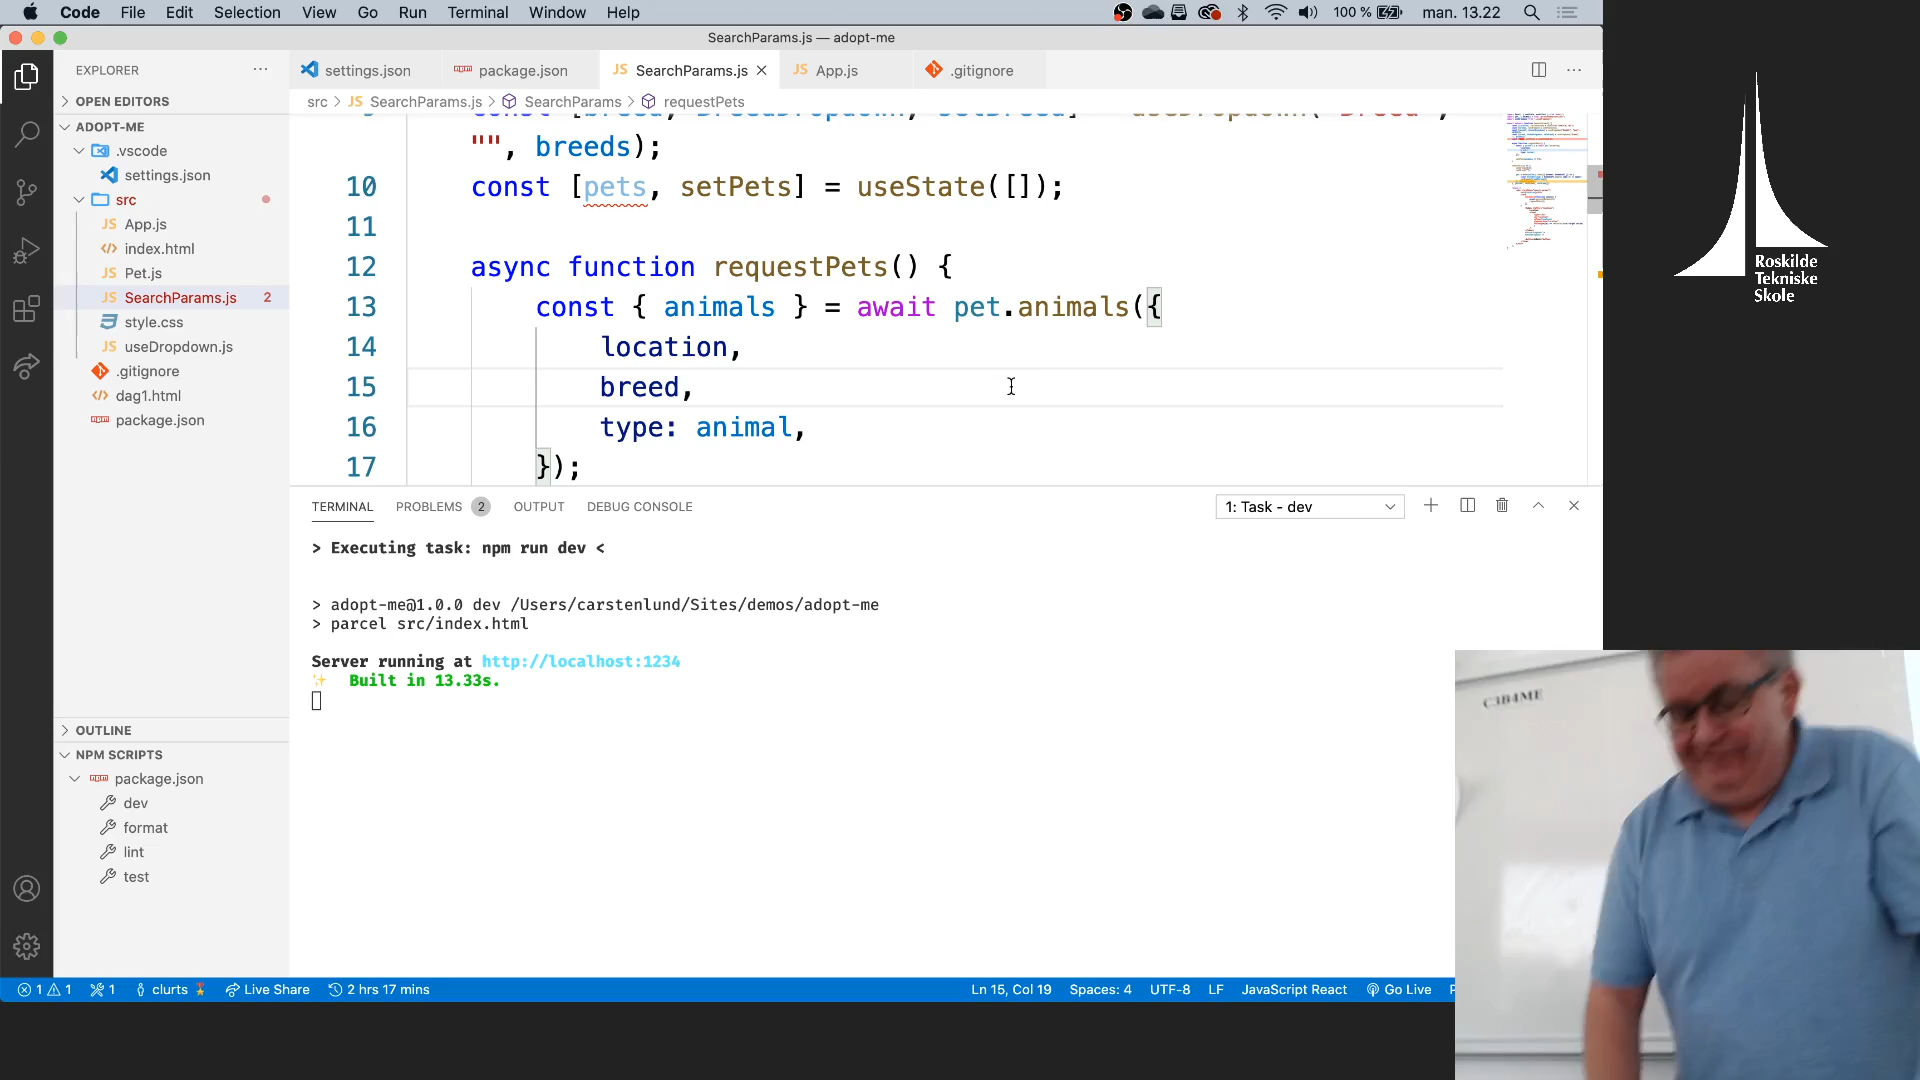 Code File Edit Selection View Go Run Terminal Window Help 100 % man. 13.22
SearchParams.js — adopt-me
EXPLORER
settings.json package.json SearchParams.js App.js .gitignore
src > SearchParams.js > SearchParams > requestPets
OPEN EDITORS
ADOPT-ME
.vscode
settings.json
src
App.js
index.html
Pet.js
SearchParams.js 2
style.css
useDropdown.js
.gitignore
dag1.html
package.json
OUTLINE
NPM SCRIPTS
package.json
dev
format
lint
test
9 const [breed, BreedDropdown, setBreed] = useDropdown("Breed",
"", breeds);
10 const [pets, setPets] = useState([]);
11
12 async function requestPets() {
13 const { animals } = await pet.animals({
14 location,
15 breed,
16 type: animal,
17 });
TERMINAL PROBLEMS 2 OUTPUT DEBUG CONSOLE 1: Task - dev
> Executing task: npm run dev <
> adopt-me@1.0.0 dev /Users/carstenlund/Sites/demos/adopt-me
> parcel src/index.html
Server running at http://localhost:1234
Built in 13.33s.
1 1 1 clurts Live Share 2 hrs 17 mins Ln 15, Col 19 Spaces: 4 UTF-8 LF JavaScript React Go Live
Roskilde
Tekniske
Skole
C3B4ME